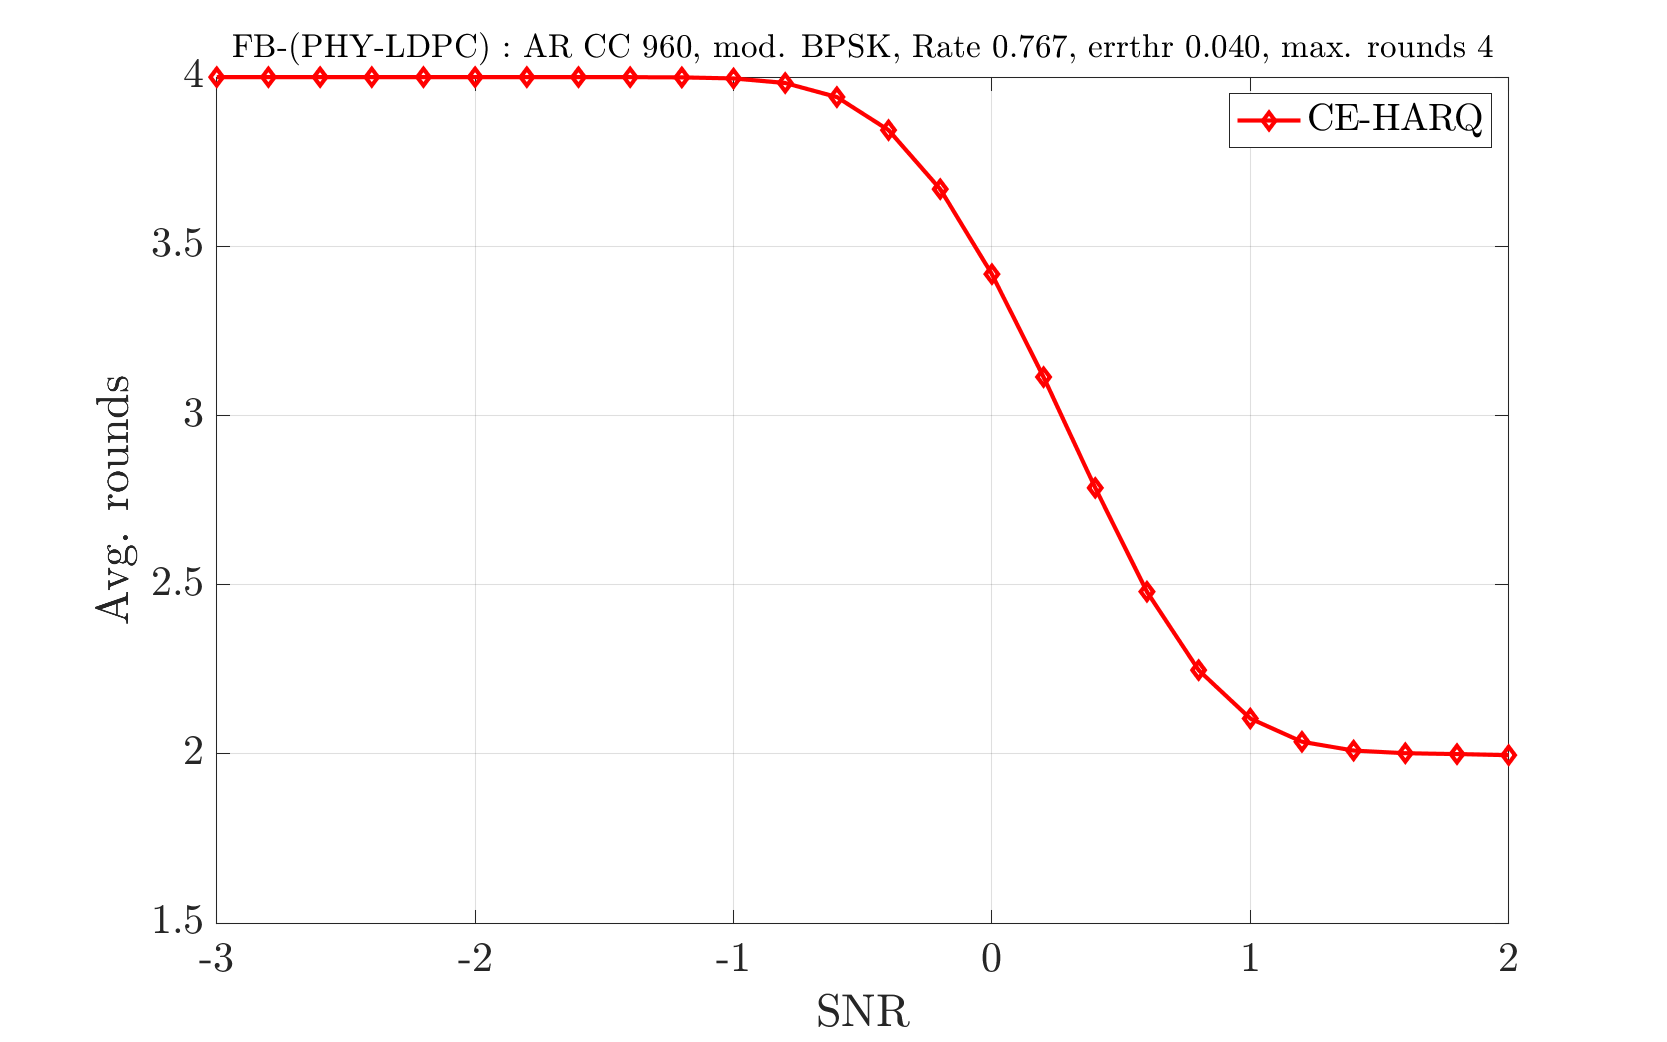 FB-(PHY-LDPC) : AR CC 960, mod. BPSK, Rate 0.767, errthr 0.040, max. rounds 4
CE-HARQ
4
3.5
3
2.5
2
1.5
Avg. rounds
-3 -2 -1 0 1 2
SNR